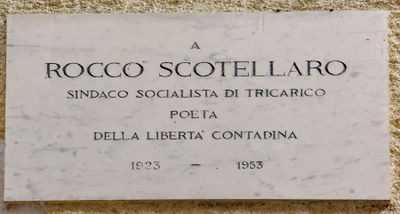 A
ROCCO SCOTELLARO
SINDACO SOCIALISTA DI TRICARICO
POETA
DELLA LIBERTA' CONTADINA
1923 - 1953